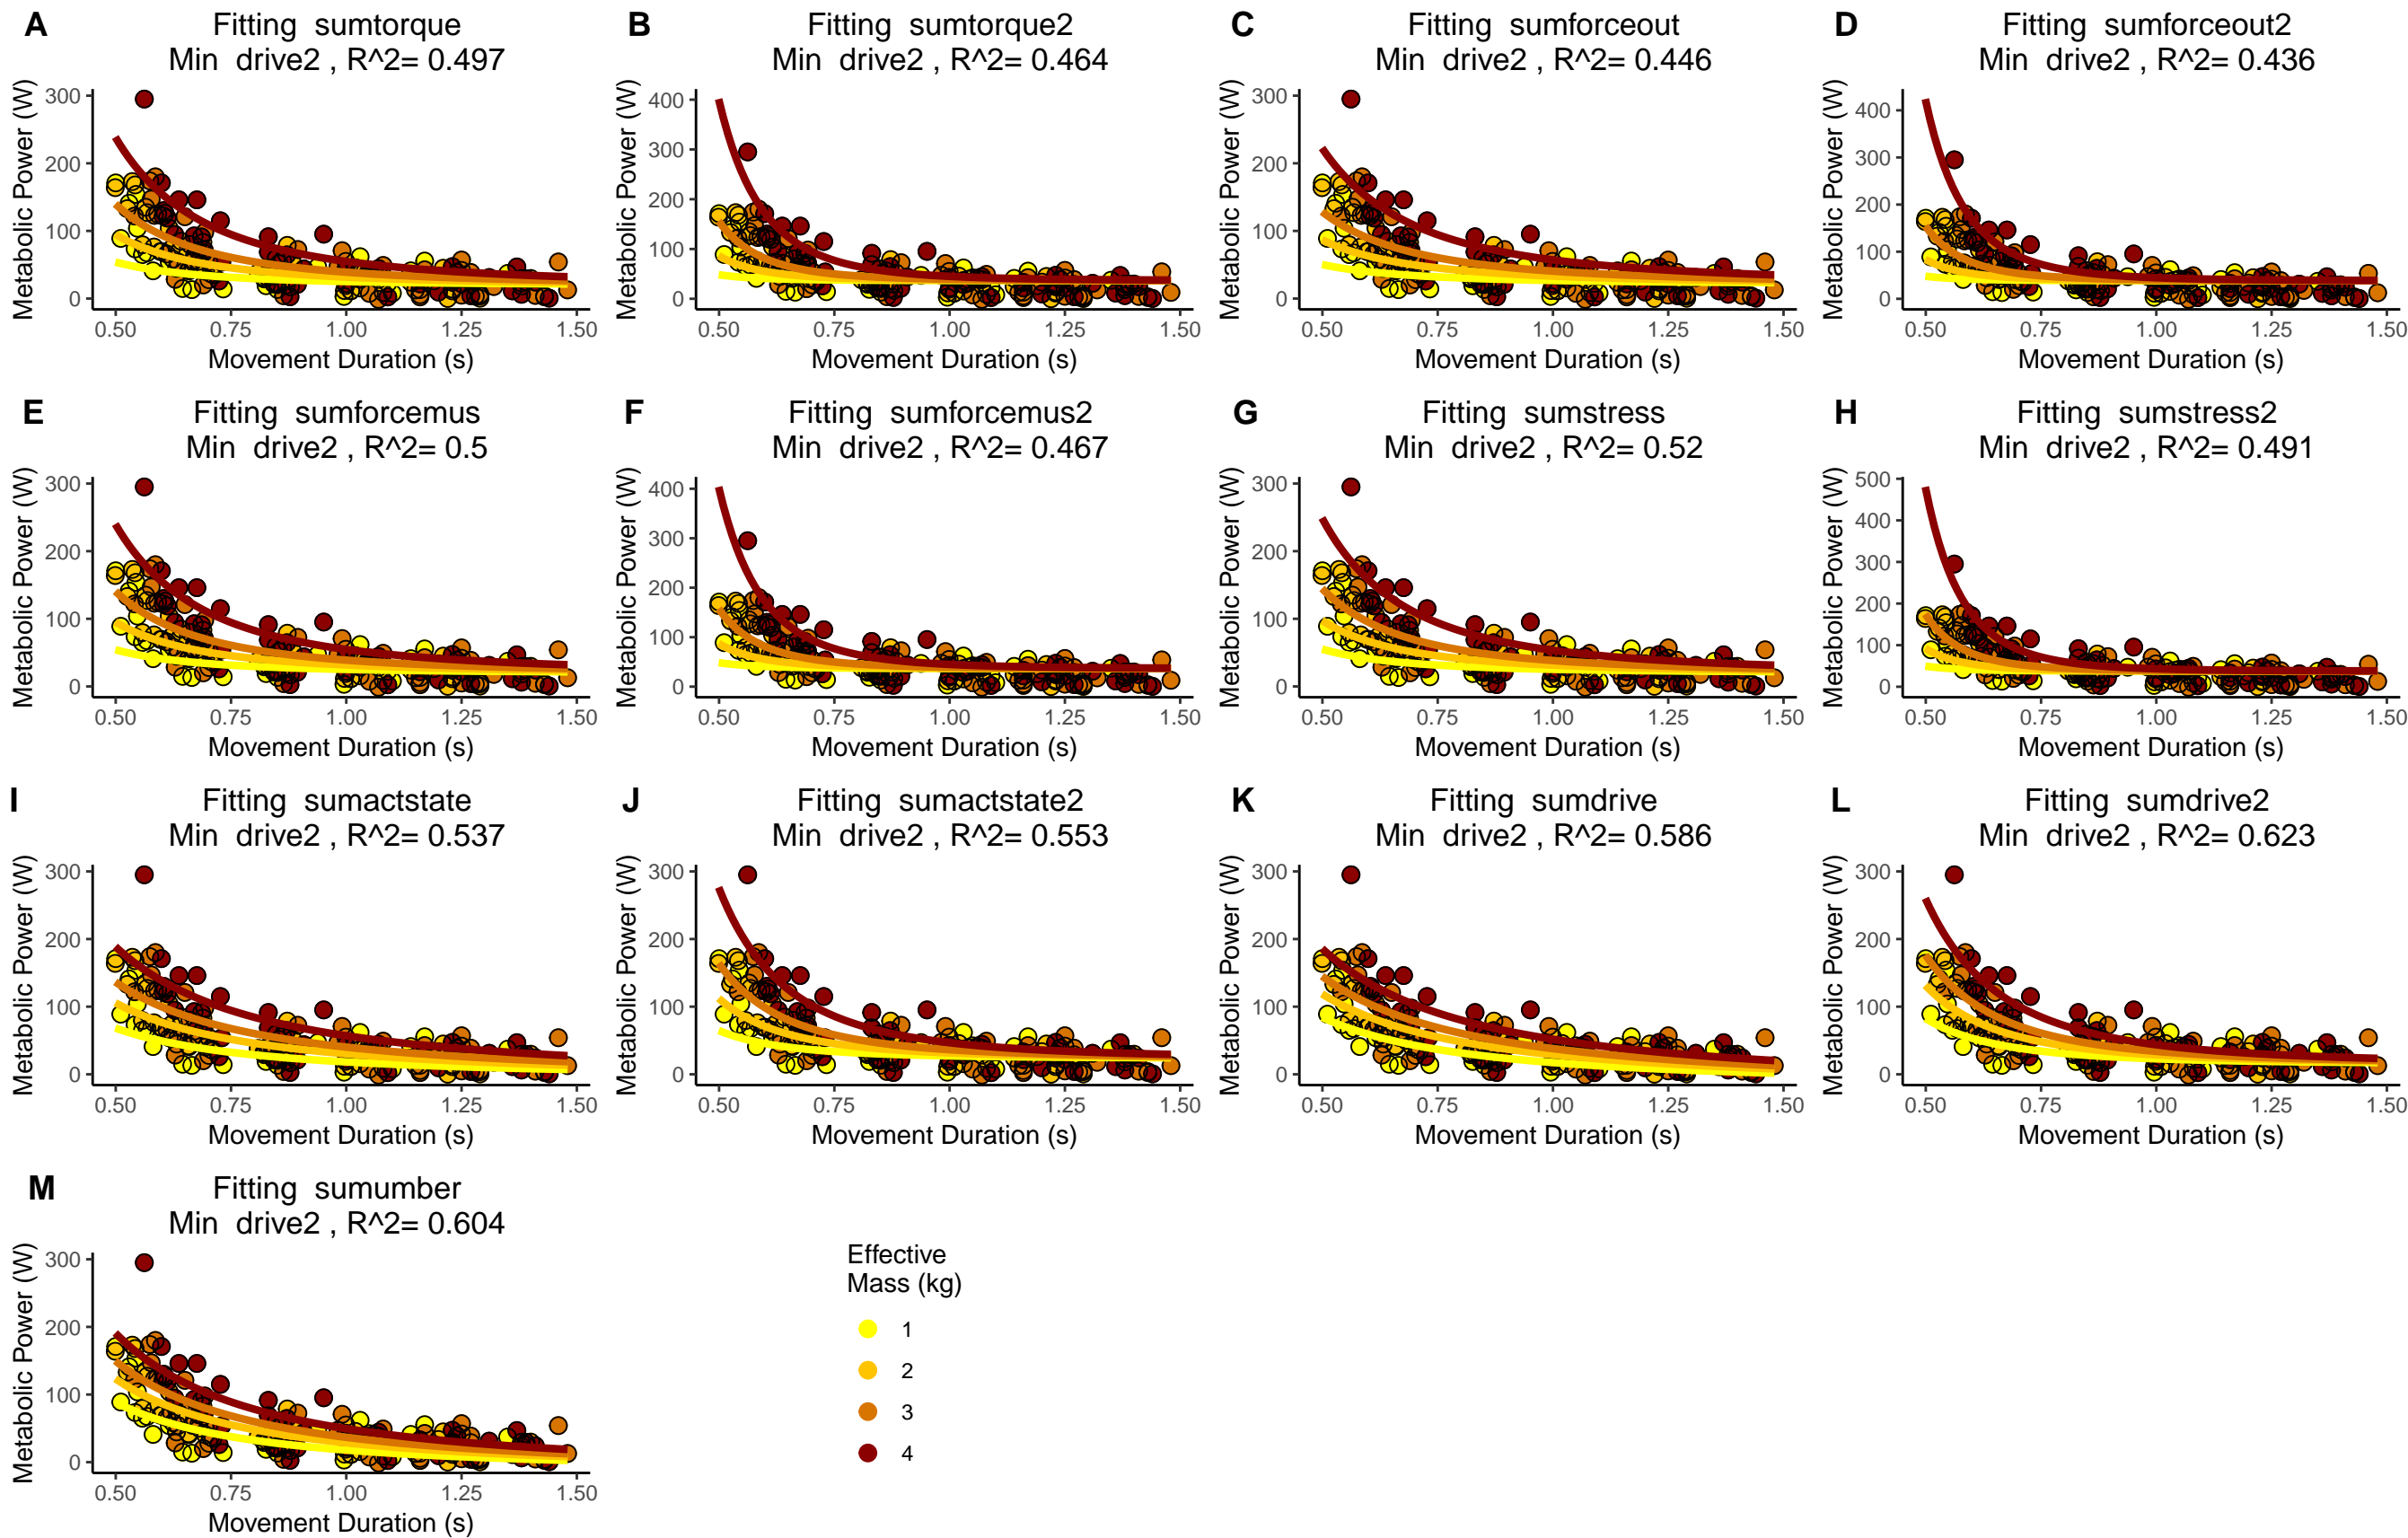 A
Fitting sumtorque
Min drive2 , R^2= 0.497
Metabolic Power (W)
300
200
100
0
0.50 0.75 1.00 1.25 1.50
Movement Duration (s)
B
Fitting sumtorque2
Min drive2 , R^2= 0.464
Metabolic Power (W)
400
300
200
100
0
0.50 0.75 1.00 1.25 1.50
Movement Duration (s)
C
Fitting sumforceout
Min drive2 , R^2= 0.446
Metabolic Power (W)
300
200
100
0
0.50 0.75 1.00 1.25 1.50
Movement Duration (s)
D
Fitting sumforceout2
Min drive2 , R^2= 0.436
Metabolic Power (W)
400
300
200
100
0
0.50 0.75 1.00 1.25 1.50
Movement Duration (s)
E
Fitting sumforcemus
Min drive2 , R^2= 0.5
Metabolic Power (W)
300
200
100
0
0.50 0.75 1.00 1.25 1.50
Movement Duration (s)
F
Fitting sumforcemus2
Min drive2 , R^2= 0.467
Metabolic Power (W)
400
300
200
100
0
0.50 0.75 1.00 1.25 1.50
Movement Duration (s)
G
Fitting sumstress
Min drive2 , R^2= 0.52
Metabolic Power (W)
300
200
100
0
0.50 0.75 1.00 1.25 1.50
Movement Duration (s)
H
Fitting sumstress2
Min drive2 , R^2= 0.491
Metabolic Power (W)
500
400
300
200
100
0
0.50 0.75 1.00 1.25 1.50
Movement Duration (s)
I
Fitting sumactstate
Min drive2 , R^2= 0.537
Metabolic Power (W)
300
200
100
0
0.50 0.75 1.00 1.25 1.50
Movement Duration (s)
J
Fitting sumactstate2
Min drive2 , R^2= 0.553
Metabolic Power (W)
300
200
100
0
0.50 0.75 1.00 1.25 1.50
Movement Duration (s)
K
Fitting sumdrive
Min drive2 , R^2= 0.586
Metabolic Power (W)
300
200
100
0
0.50 0.75 1.00 1.25 1.50
Movement Duration (s)
L
Fitting sumdrive2
Min drive2 , R^2= 0.623
Metabolic Power (W)
300
200
100
0
0.50 0.75 1.00 1.25 1.50
Movement Duration (s)
M
Fitting sumumber
Min drive2 , R^2= 0.604
Metabolic Power (W)
300
200
100
0
0.50 0.75 1.00 1.25 1.50
Movement Duration (s)
Effective
Mass (kg)
1
2
3
4